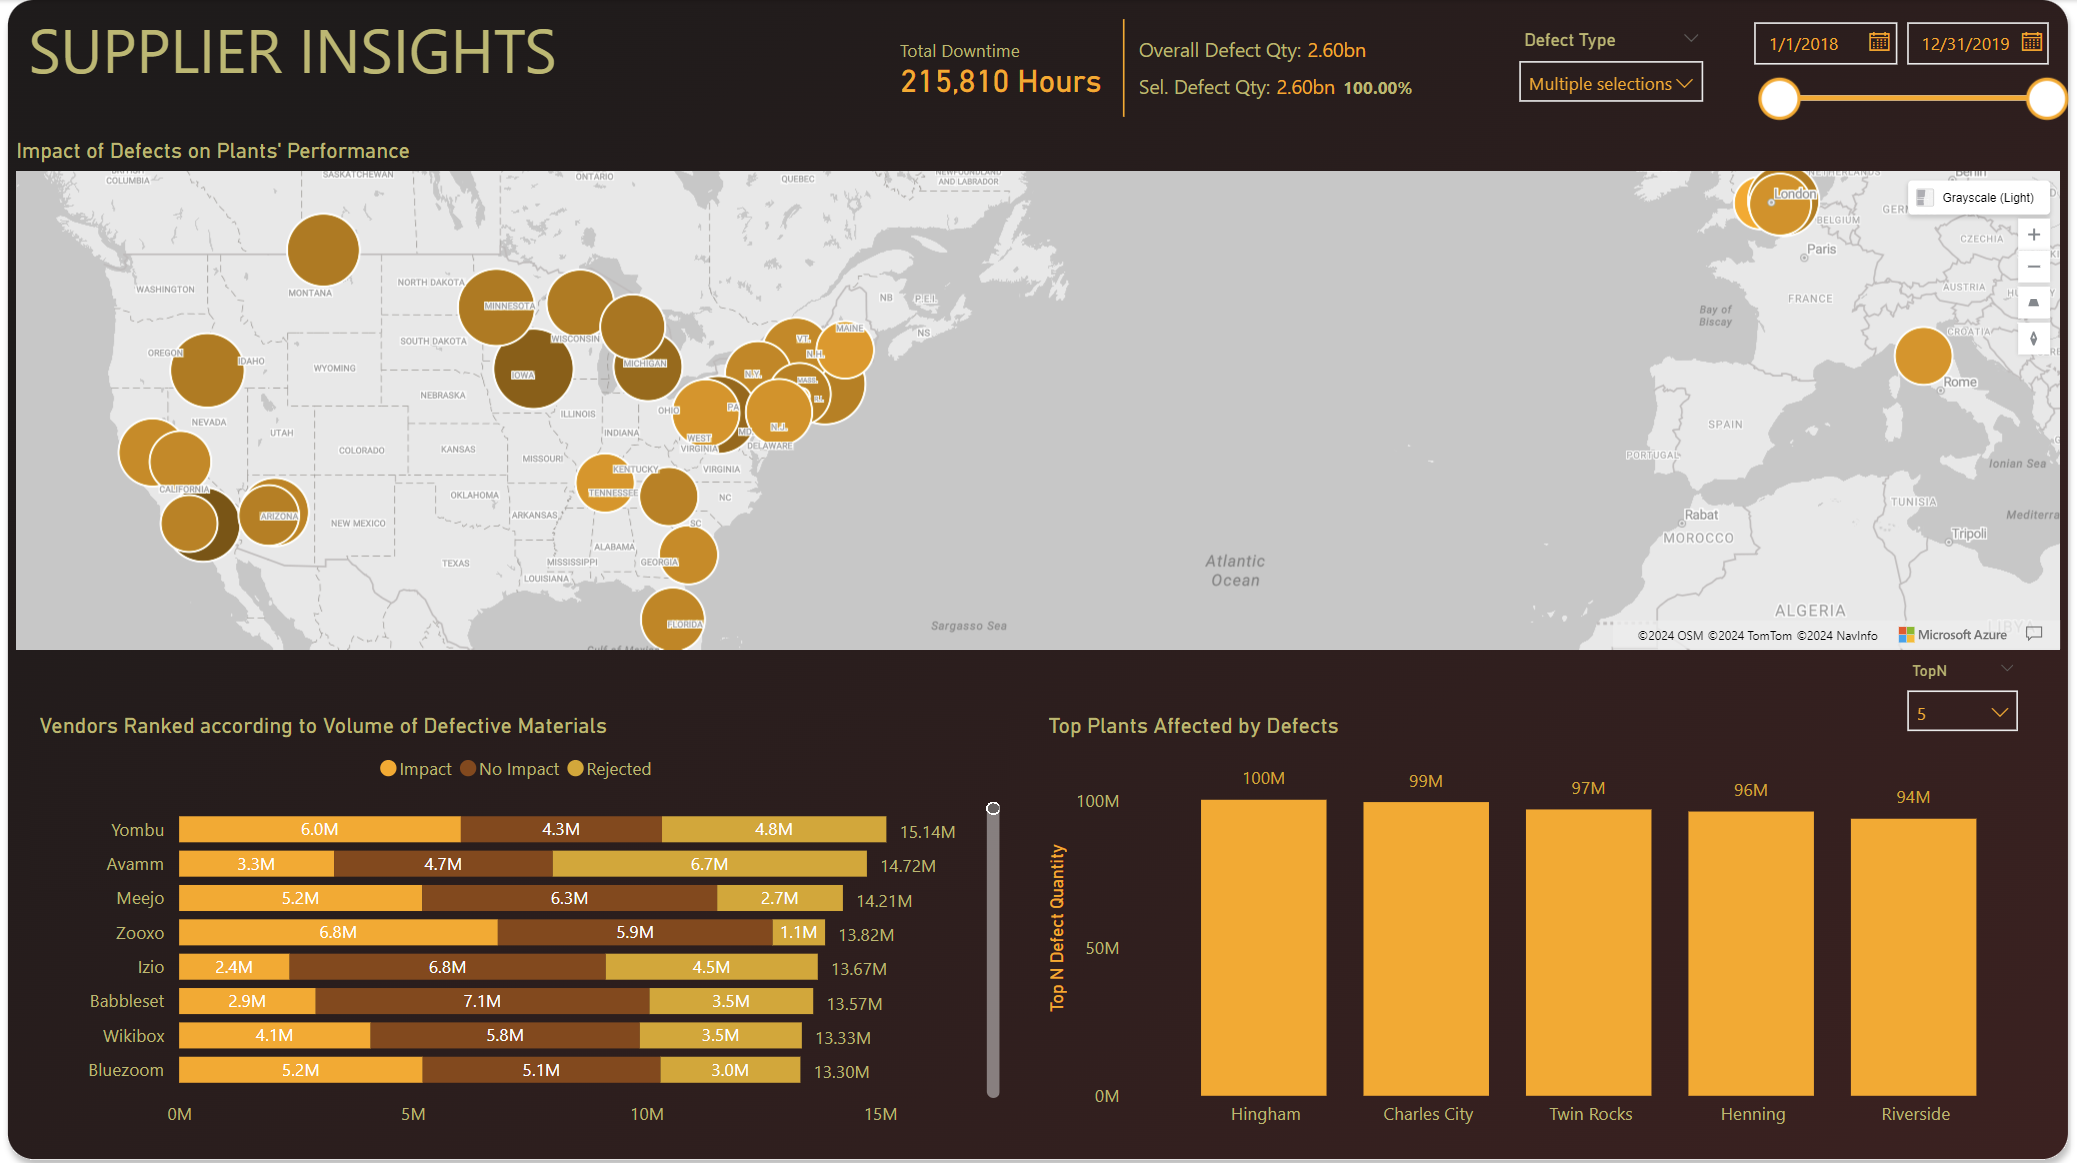 SUPPLIER INSIGHTS
Total Downtime
215,810 Hours
Overall Defect Qty: 2.60bn
Sel. Defect Qty: 2.60bn 100.00%
Defect Type
Multiple selections
1/1/2018
12/31/2019
Impact of Defects on Plants' Performance
COLUMBIA
SASKATCHEWAN
ONTARIO
QUEBEC
AND LABRADOR
London
Berlin
Grayscale (Light)
BELGIUM
CZECHIA
Paris
WASHINGTON
MONTANA
NORTH DAKOTA
MINNESOTA
NB
P.E.I.
FRANCE
AUSTRIA
Bay of
Biscay
OREGON
IDAHO
SOUTH DAKOTA
WISCONSIN
MAINE
V.T.
N.H.
NS
CROATIA
WYOMING
IOWA
MICHIGAN
N.Y.
MASS.
R.I.
Rome
NEBRASKA
NEVADA
UTAH
ILLINOIS
INDIANA
OHIO
PA
MD
N.J.
DELAWARE
WEST
VIRGINIA
SPAIN
PORTUGAL
COLORADO
KANSAS
MISSOURI
KENTUCKY
VIRGINIA
Ionian Sea
CALIFORNIA
ARIZONA
NEW MEXICO
OKLAHOMA
ARKANSAS
TENNESSEE
NC
SC
TUNISIA
Rabat
MOROCCO
Mediterra
Tripoli
TEXAS
LOUISIANA
MISSISSIPPI
ALABAMA
GEORGIA
Atlantic
Ocean
FLORIDA
Sargasso Sea
ALGERIA
LIBYA
Gulf of Mexico
©2024 OSM ©2024 TomTom ©2024 NavInfo
Microsoft Azure
TopN
5
Vendors Ranked according to Volume of Defective Materials
Impact No Impact Rejected
Yombu 6.0M 4.3M 4.8M 15.14M
Avamm 3.3M 4.7M 6.7M 14.72M
Meejo 5.2M 6.3M 2.7M 14.21M
Zooxo 6.8M 5.9M 1.1M 13.82M
Izio 2.4M 6.8M 4.5M 13.67M
Babbleset 2.9M 7.1M 3.5M 13.57M
Wikibox 4.1M 5.8M 3.5M 13.33M
Bluezoom 5.2M 5.1M 3.0M 13.30M
0M 5M 10M 15M
Top Plants Affected by Defects
Top N Defect Quantity
100M
50M
0M
100M 99M 97M 96M 94M
Hingham Charles City Twin Rocks Henning Riverside